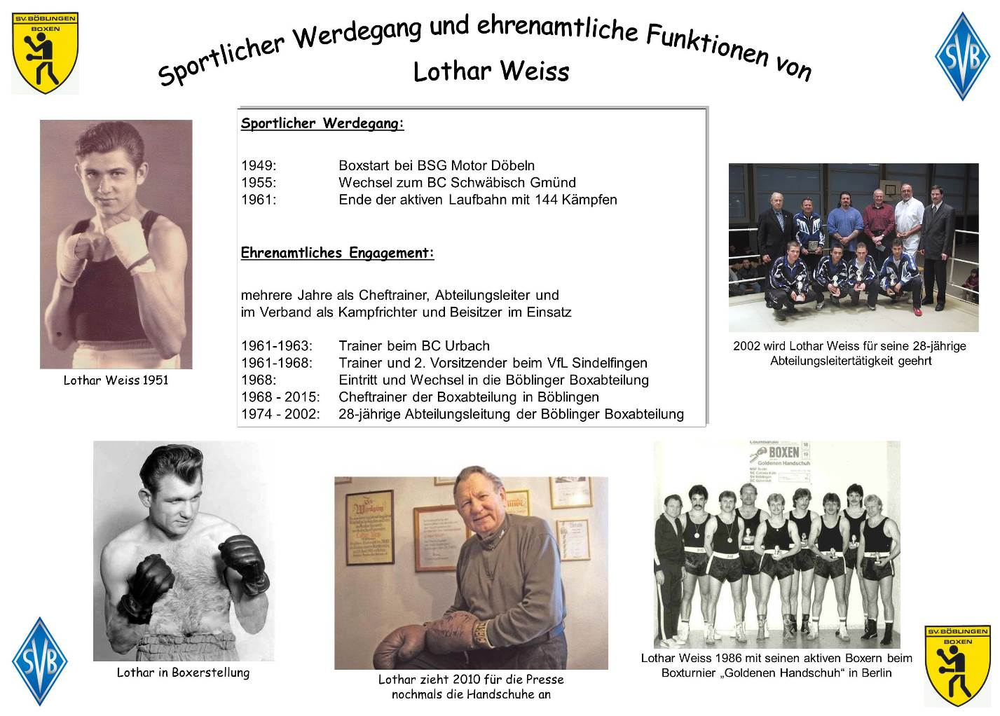 SV. BÖBLINGEN
BOXEN
Sportlicher Werdegang und ehrenamtliche Funktionen von
Lothar Weiss
SVB
Sportlicher Werdegang:
1949: Boxstart bei BSG Motor Döbeln
1955: Wechsel zum BC Schwäbisch Gmünd
1961: Ende der aktiven Laufbahn mit 144 Kämpfen
Ehrenamtliches Engagement:
mehrere Jahre als Cheftrainer, Abteilungsleiter und
im Verband als Kampfrichter und Beisitzer im Einsatz
1961-1963: Trainer beim BC Urbach
1961-1968: Trainer und 2. Vorsitzender beim VfL Sindelfingen
1968: Eintritt und Wechsel in die Böblinger Boxabteilung
1968 - 2015: Cheftrainer der Boxabteilung in Böblingen
1974 - 2002: 28-jährige Abteilungsleitung der Böblinger Boxabteilung
Lothar Weiss 1951
2002 wird Lothar Weiss für seine 28-jährige
Abteilungsleitertätigkeit geehrt
Lothar in Boxerstellung
Lothar zieht 2010 für die Presse
nochmals die Handschuhe an
18
19
BOXEN
Goldenen Handschuh
Lothar Weiss 1986 mit seinen aktiven Boxern beim
Boxturnier „Goldenen Handschuh“ in Berlin
SVB
SV. BÖBLINGEN
BOXEN